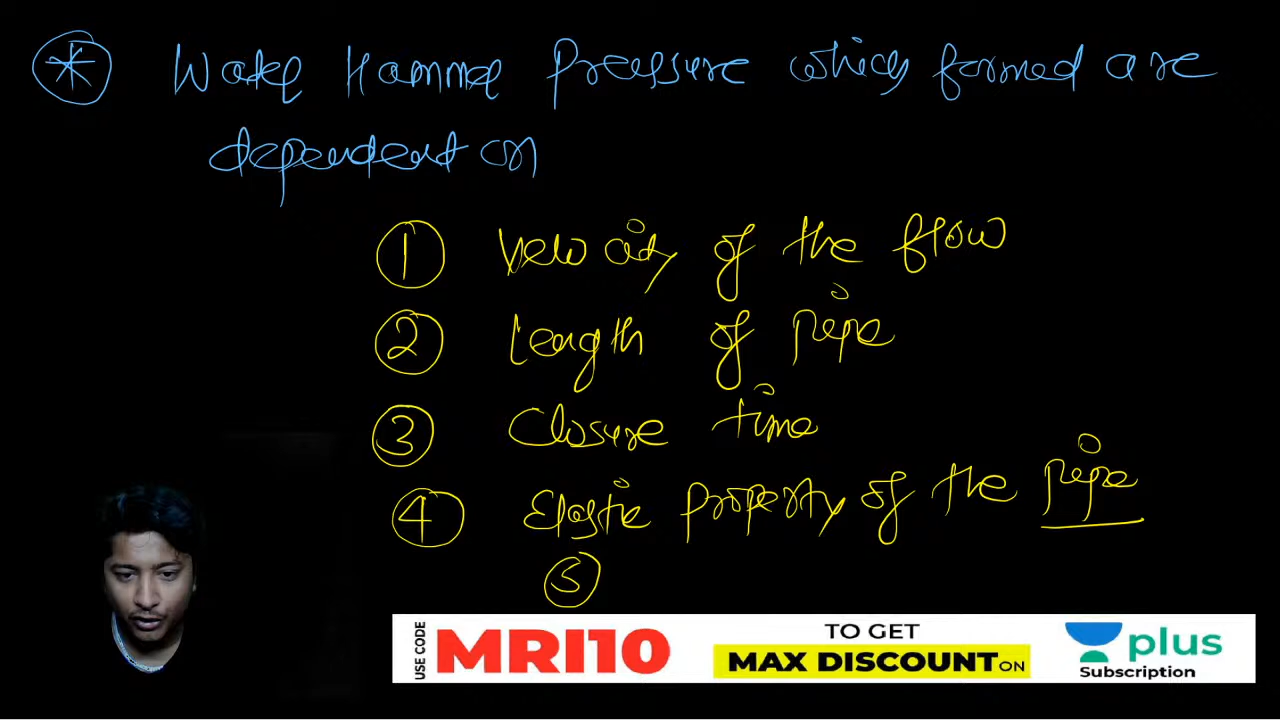 * Water Hammer Pressure which formed are
dependent on
1 Velocity of the flow
2 Length of pipe
3 Closure time
4 Elastic property of the pipe
5
USE CODE
MRI10
TO GET
MAX DISCOUNT ON
plus
Subscription